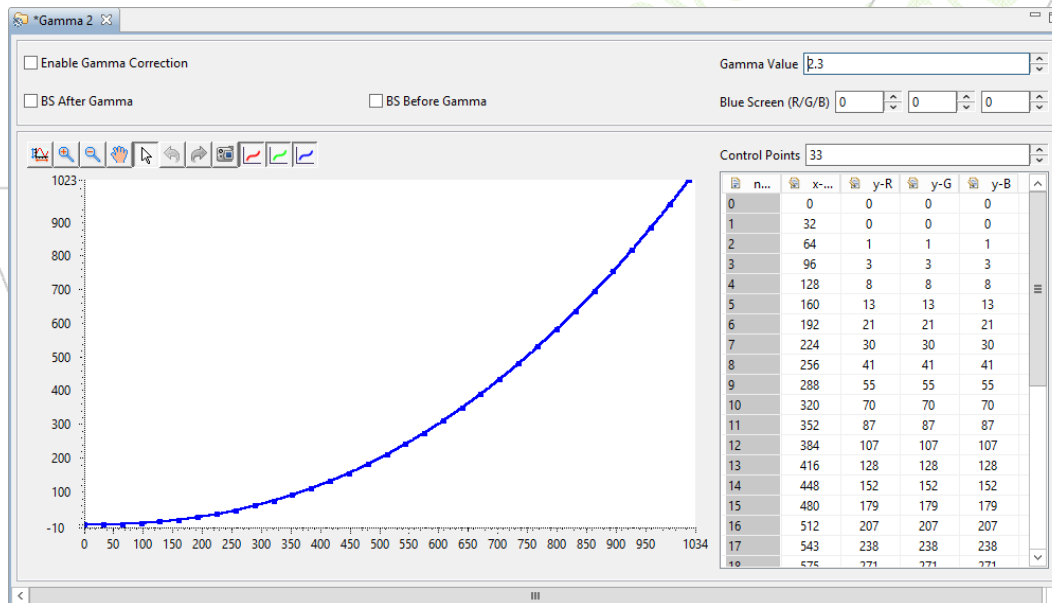 *Gamma 2
Enable Gamma Correction
Gamma Value 2.3
BS After Gamma BS Before Gamma Blue Screen (R/G/B) 0 0 0
Control Points 33
n... x-... y-R y-G y-B
0 0 0 0 0
1 32 0 0 0
2 64 1 1 1
3 96 3 3 3
4 128 8 8 8
5 160 13 13 13
6 192 21 21 21
7 224 30 30 30
8 256 41 41 41
9 288 55 55 55
10 320 70 70 70
11 352 87 87 87
12 384 107 107 107
13 416 128 128 128
14 448 152 152 152
15 480 179 179 179
16 512 207 207 207
17 543 238 238 238
18 575 271 271 271
1023
900
800
700
600
500
400
300
200
100
-10
0 50 100 150 200 250 300 350 400 450 500 550 600 650 700 750 800 850 900 950 1034